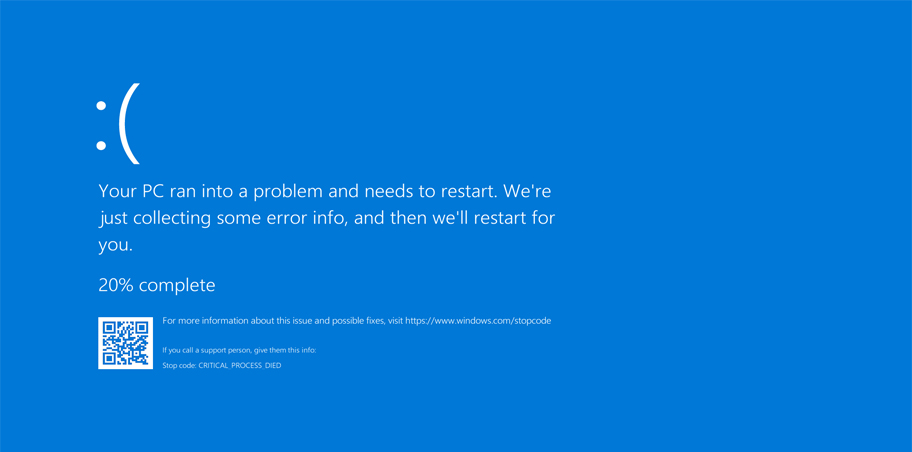 :(
Your PC ran into a problem and needs to restart. We're
just collecting some error info, and then we'll restart for
you.
20% complete
For more information about this issue and possible fixes, visit https://www.windows.com/stopcode
If you call a support person, give them this info:
Stop code: CRITICAL_PROCESS_DIED